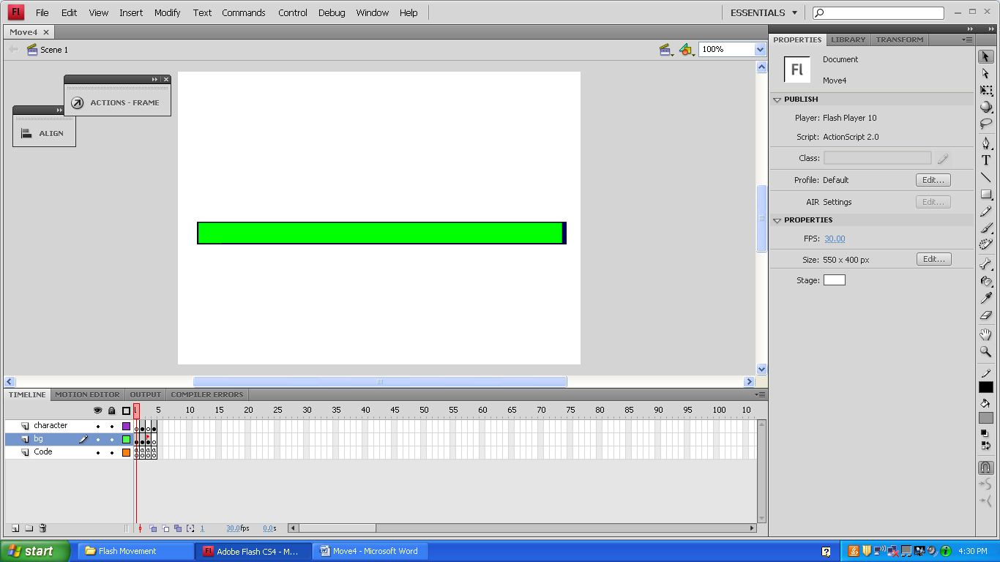 Fl File Edit View Insert Modify Text Commands Control Debug Window Help ESSENTIALS
Move4
Scene 1 100%
ACTIONS - FRAME
ALIGN
PROPERTIES LIBRARY TRANSFORM
Fl
Document
Move4
PUBLISH
Player: Flash Player 10
Script: ActionScript 2.0
Class:
Profile: Default Edit...
AIR Settings Edit...
PROPERTIES
FPS: 30.00
Size: 550 x 400 px Edit...
Stage:
T
TIMELINE MOTION EDITOR OUTPUT COMPILER ERRORS
1 5 10 15 20 25 30 35 40 45 50 55 60 65 70 75 80 85 90 95 100 10
character
bg
Code
1 30.0fps 0.0s
start Flash Movement Fl Adobe Flash CS4 - M... Move4 - Microsoft Word ? 4:30 PM